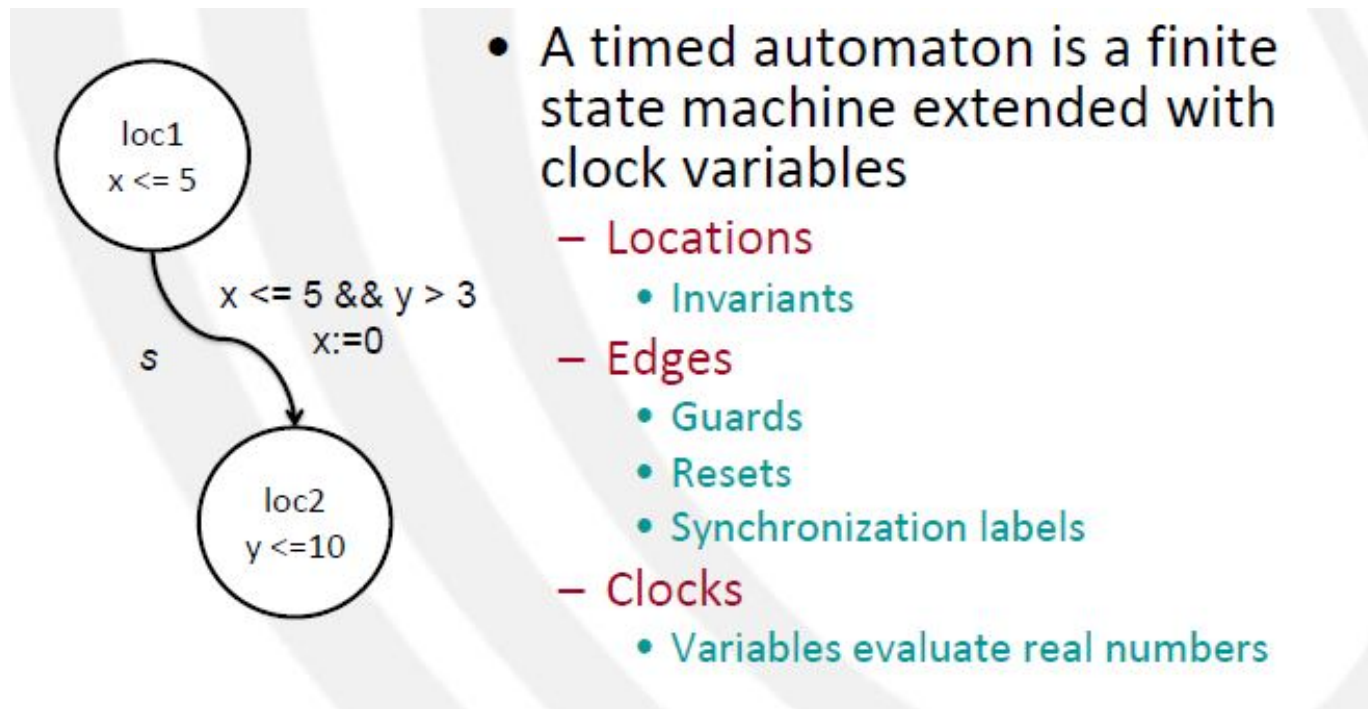 loc1
x <= 5
x <= 5 && y > 3
x:=0
s
loc2
y <=10
• A timed automaton is a finite
state machine extended with
clock variables
– Locations
• Invariants
– Edges
• Guards
• Resets
• Synchronization labels
– Clocks
• Variables evaluate real numbers